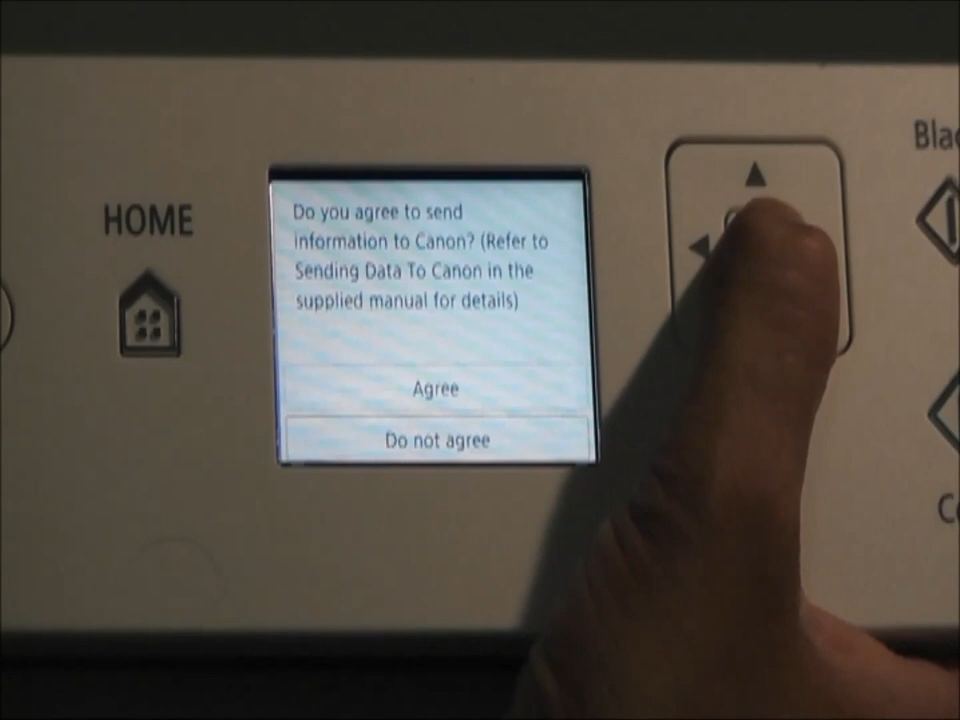 HOME
Do you agree to send
information to Canon? (Refer to
Sending Data To Canon in the
supplied manual for details)
Agree
Do not agree